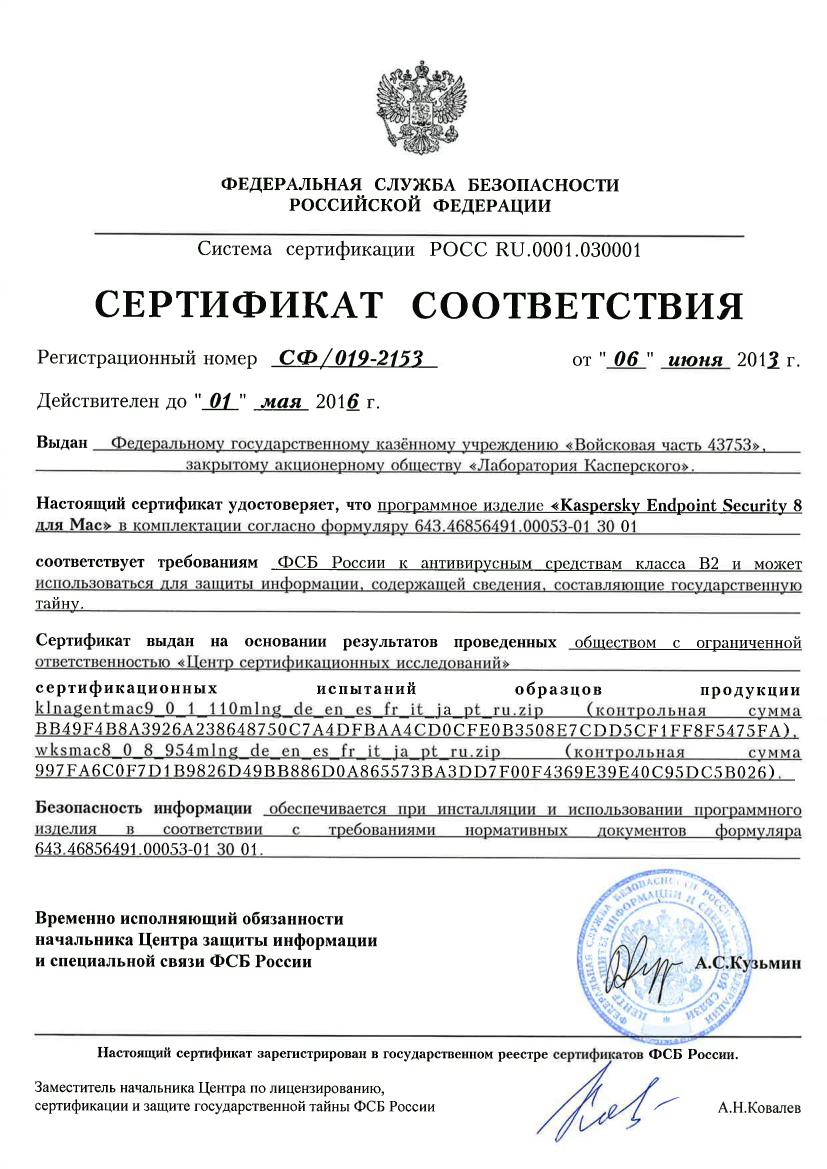 ФЕДЕРАЛЬНАЯ СЛУЖБА БЕЗОПАСНОСТИ
РОССИЙСКОЙ ФЕДЕРАЦИИ
Система сертификации РОСС RU.0001.030001
СЕРТИФИКАТ СООТВЕТСТВИЯ
Регистрационный номер СФ/019-2153 от "06" июня 2013 г.
Действителен до "01" мая 2016 г.
Выдан Федеральному государственному казённому учреждению «Войсковая часть 43753»,
закрытому акционерному обществу «Лаборатория Касперского».
Настоящий сертификат удостоверяет, что программное изделие «Kaspersky Endpoint Security 8
для Mac» в комплектации согласно формуляру 643.46856491.00053-01 30 01
соответствует требованиям ФСБ России к антивирусным средствам класса В2 и может
использоваться для защиты информации, содержащей сведения, составляющие государственную
тайну.
Сертификат выдан на основании результатов проведенных обществом с ограниченной
ответственностью «Центр сертификационных исследований»
сертификационных испытаний образцов продукции
klnagentmac9_0_1_110mlng_de_en_es_fr_it_ja_pt_ru.zip (контрольная сумма
BB49F4B8A3926A238648750C7A4DFBAA4CD0CFE0B3508E7CDD5CF1FF8F5475FA),
wksmac8_0_8_954mlng_de_en_es_fr_it_ja_pt_ru.zip (контрольная сумма
997FA6C0F7D1B9826D49BB886D0A865573BA3DD7F00F4369E39E40C95DC5B026).
Безопасность информации обеспечивается при инсталляции и использовании программного
изделия в соответствии с требованиями нормативных документов формуляра
643.46856491.00053-01 30 01.
Временно исполняющий обязанности
начальника Центра защиты информации
и специальной связи ФСБ России
А.С.Кузьмин
Настоящий сертификат зарегистрирован в государственном реестре сертификатов ФСБ России.
Заместитель начальника Центра по лицензированию,
сертификации и защите государственной тайны ФСБ России
А.Н.Ковалев